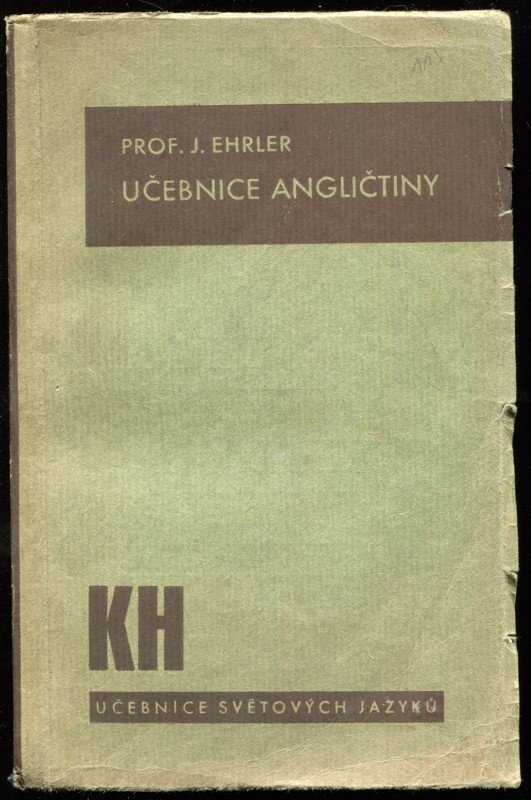 PROF. J. EHRLER
UČEBNICE ANGLIČTINY
KH
UČEBNICE SVĚTOVÝCH JAZYKŮ